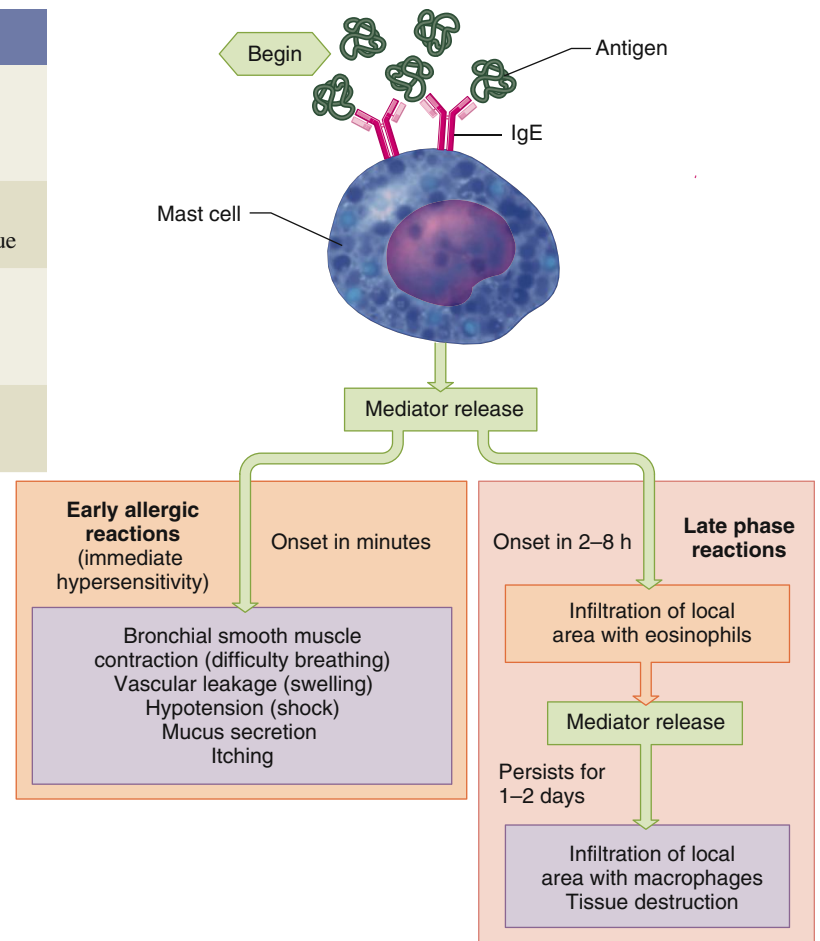 Begin
Antigen
IgE
Mast cell
ue
Mediator release
Early allergic
reactions
(immediate
hypersensitivity)
Onset in minutes
Bronchial smooth muscle
contraction (difficulty breathing)
Vascular leakage (swelling)
Hypotension (shock)
Mucus secretion
Itching
Onset in 2–8 h
Late phase
reactions
Infiltration of local
area with eosinophils
Mediator release
Persists for
1–2 days
Infiltration of local
area with macrophages
Tissue destruction